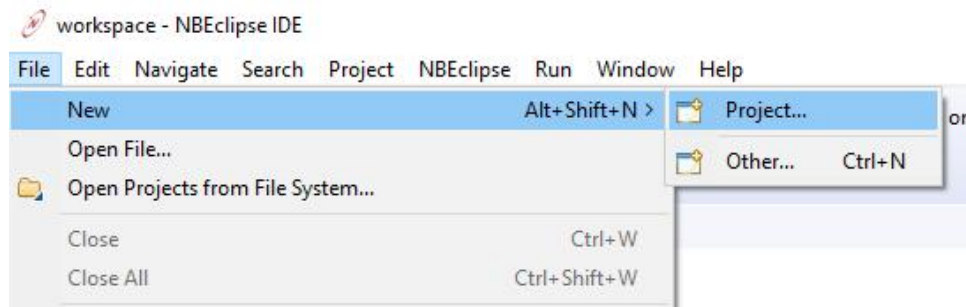 workspace - NBEclipse IDE
File Edit Navigate Search Project NBEclipse Run Window Help
New Alt+Shift+N > Project...
Open File...
Other... Ctrl+N
Open Projects from File System...
Close Ctrl+W
Close All Ctrl+Shift+W